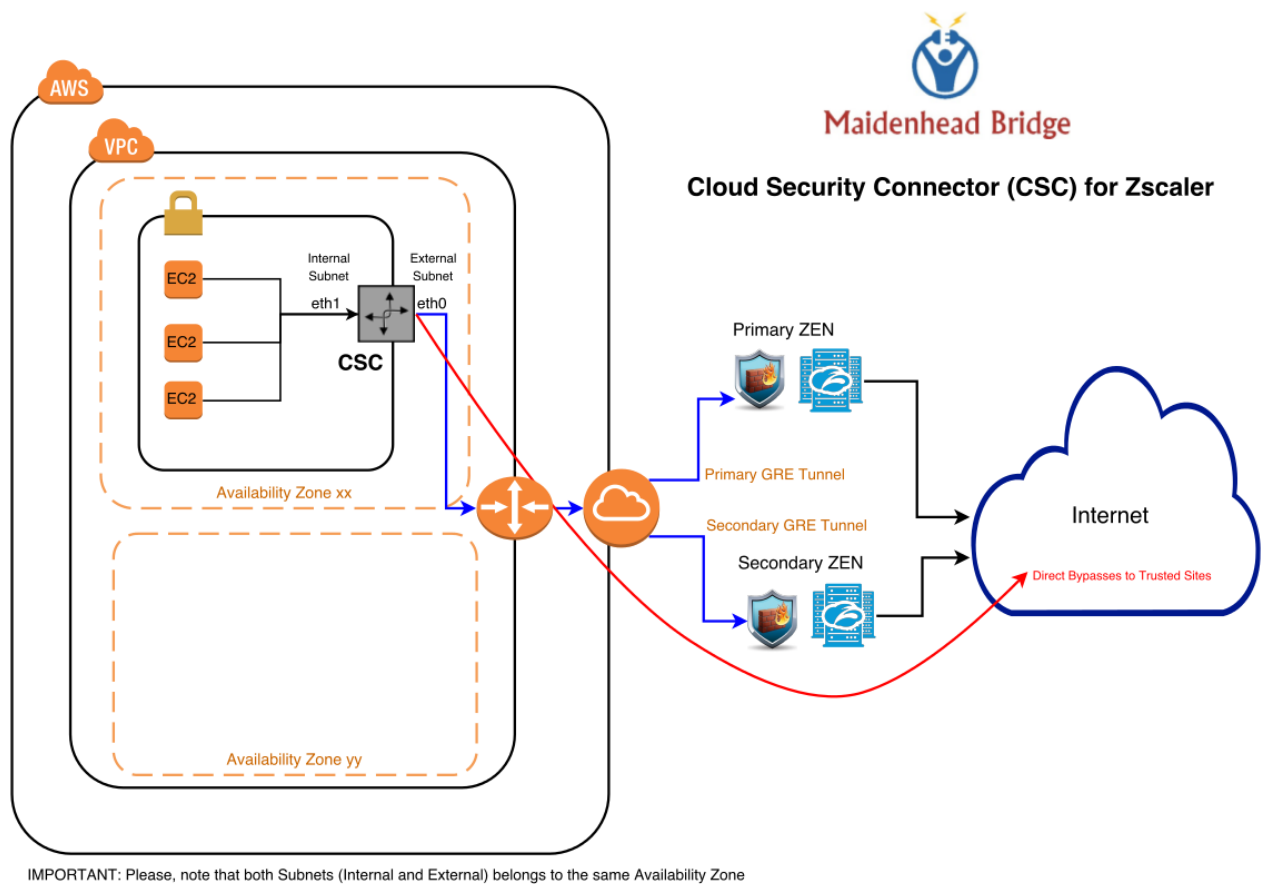 AWS
VPC
Maidenhead Bridge
Cloud Security Connector (CSC) for Zscaler
Internal
Subnet
External
Subnet
EC2
eth1
eth0
EC2
CSC
EC2
Availability Zone xx
Primary ZEN
Primary GRE Tunnel
Secondary GRE Tunnel
Secondary ZEN
Internet
Direct Bypasses to Trusted Sites
Availability Zone yy
IMPORTANT: Please, note that both Subnets (Internal and External) belongs to the same Availability Zone